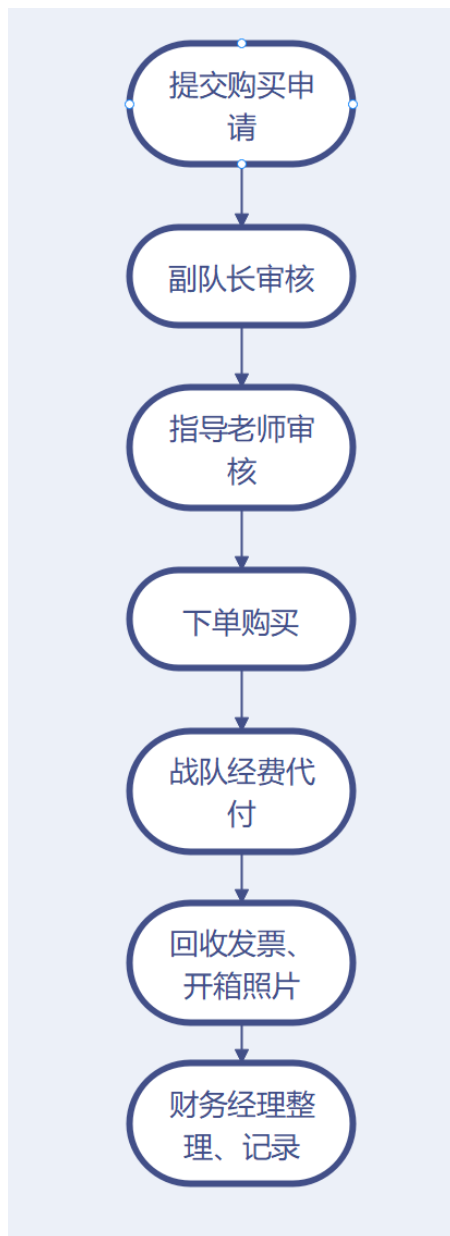 提交购买申
请
副队长审核
指导老师审
核
下单购买
战队经费代
付
回收发票、
开箱照片
财务经理整
理、记录